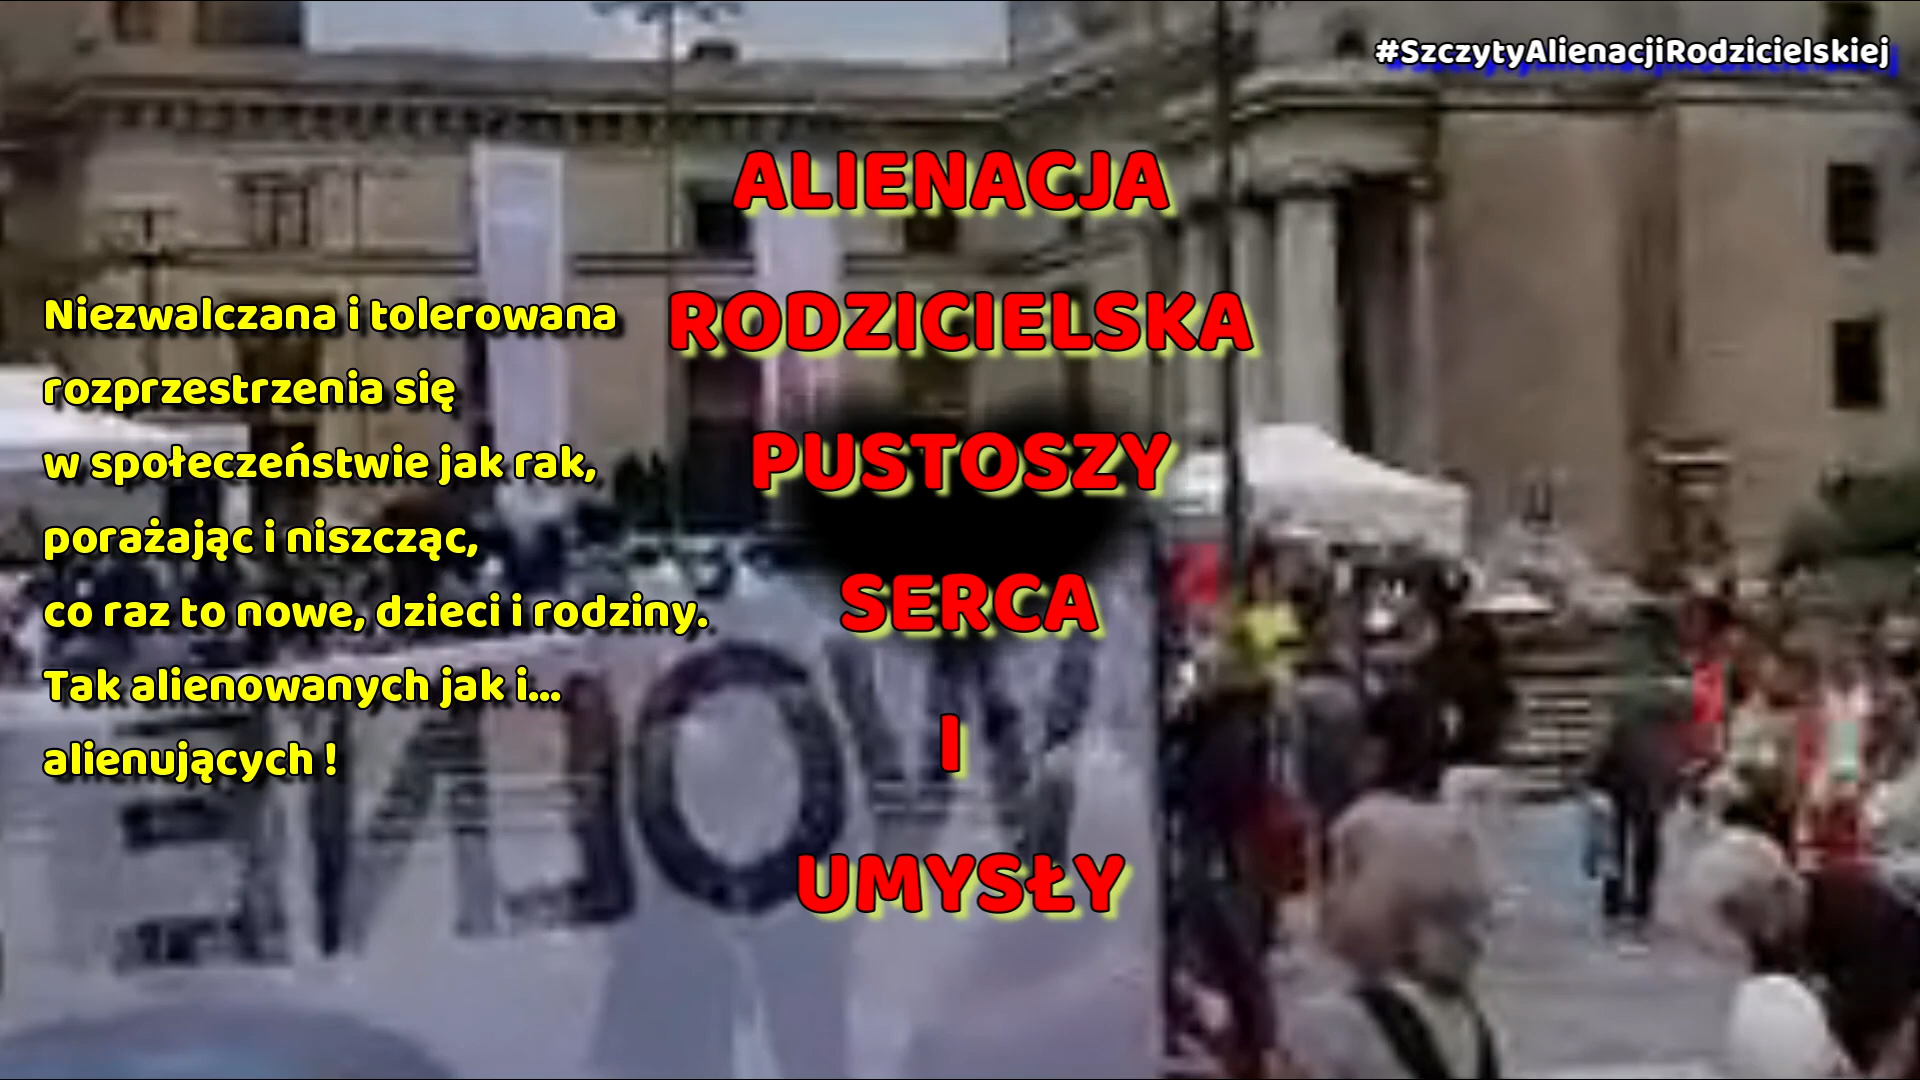 #SzczytyAlienacjiRodzicielskiej
ALIENACJA
RODZICIELSKA
PUSTOSZY
SERCA
I
UMYSŁY
Niezwalczana i tolerowana
rozprzestrzenia się
w społeczeństwie jak rak,
porażając i niszcząc,
co raz to nowe, dzieci i rodziny.
Tak alienowanych jak i...
alienujących !
WOLNE